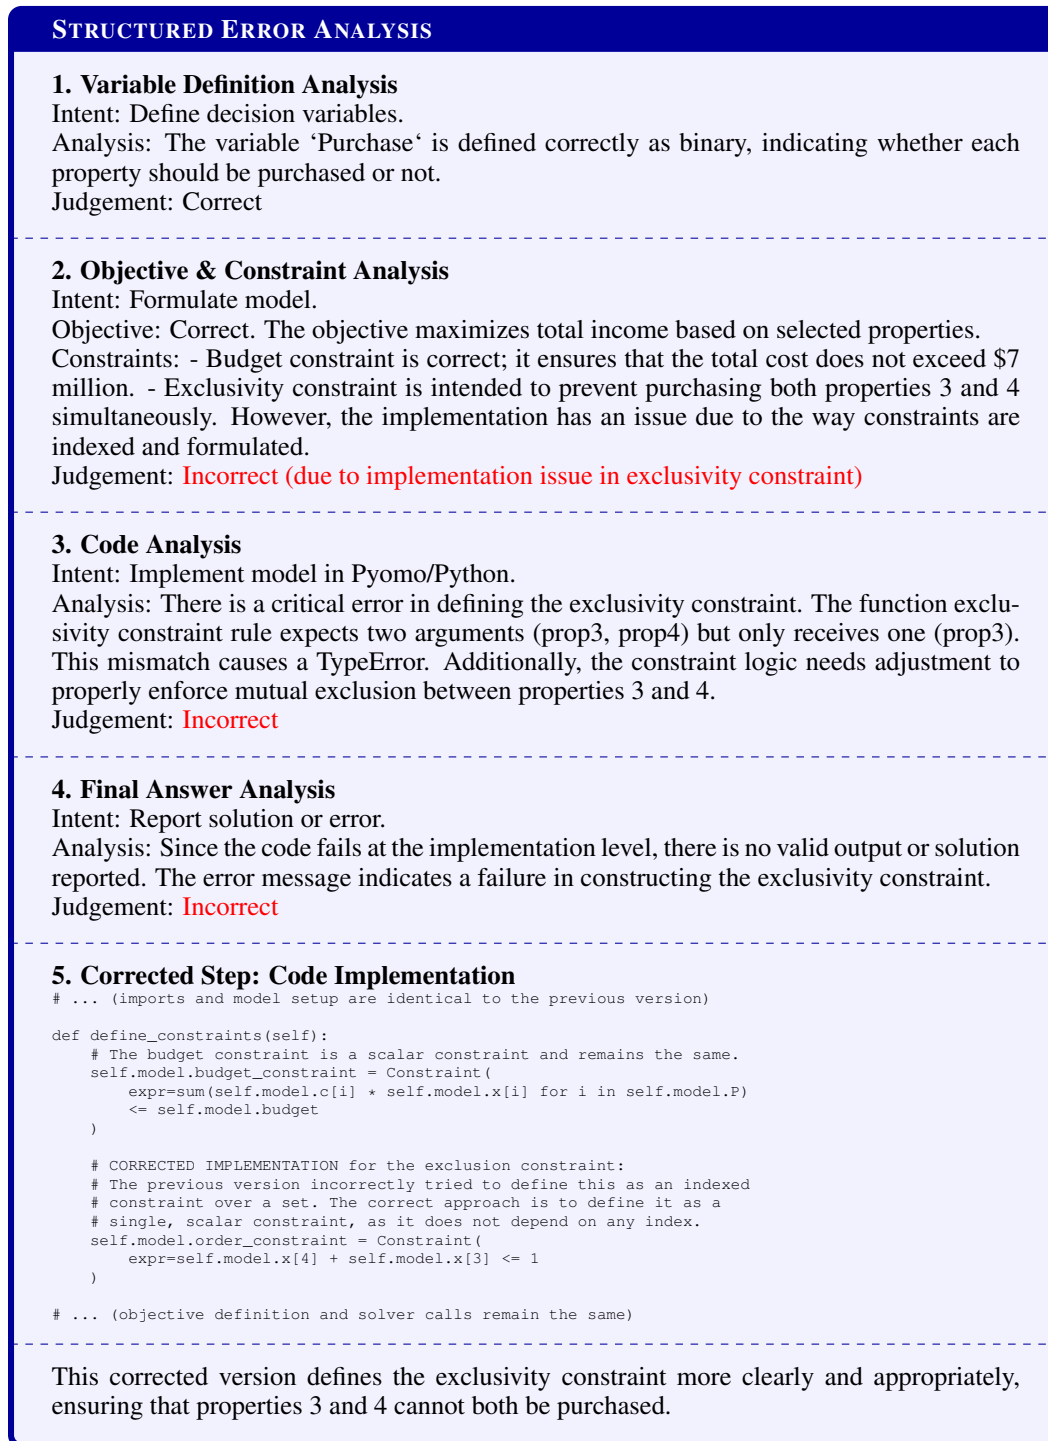 STRUCTURED ERROR ANALYSIS
1. Variable Definition Analysis
Intent: Define decision variables.
Analysis: The variable ‘Purchase‘ is defined correctly as binary, indicating whether each
property should be purchased or not.
Judgement: Correct
2. Objective & Constraint Analysis
Intent: Formulate model.
Objective: Correct. The objective maximizes total income based on selected properties.
Constraints: - Budget constraint is correct; it ensures that the total cost does not exceed $7
million. - Exclusivity constraint is intended to prevent purchasing both properties 3 and 4
simultaneously. However, the implementation has an issue due to the way constraints are
indexed and formulated.
Judgement: Incorrect (due to implementation issue in exclusivity constraint)
3. Code Analysis
Intent: Implement model in Pyomo/Python.
Analysis: There is a critical error in defining the exclusivity constraint. The function exclu-
sivity constraint rule expects two arguments (prop3, prop4) but only receives one (prop3).
This mismatch causes a TypeError. Additionally, the constraint logic needs adjustment to
properly enforce mutual exclusion between properties 3 and 4.
Judgement: Incorrect
4. Final Answer Analysis
Intent: Report solution or error.
Analysis: Since the code fails at the implementation level, there is no valid output or solution
reported. The error message indicates a failure in constructing the exclusivity constraint.
Judgement: Incorrect
5. Corrected Step: Code Implementation
# ... (imports and model setup are identical to the previous version)
def define_constraints(self):
    # The budget constraint is a scalar constraint and remains the same.
    self.model.budget_constraint = Constraint(
        expr=sum(self.model.c[i] * self.model.x[i] for i in self.model.P)
        <= self.model.budget
    )
    # CORRECTED IMPLEMENTATION for the exclusion constraint:
    # The previous version incorrectly tried to define this as an indexed
    # constraint over a set. The correct approach is to define it as a
    # single, scalar constraint, as it does not depend on any index.
    self.model.order_constraint = Constraint(
        expr=self.model.x[4] + self.model.x[3] <= 1
    )
# ... (objective definition and solver calls remain the same)
This corrected version defines the exclusivity constraint more clearly and appropriately,
ensuring that properties 3 and 4 cannot both be purchased.